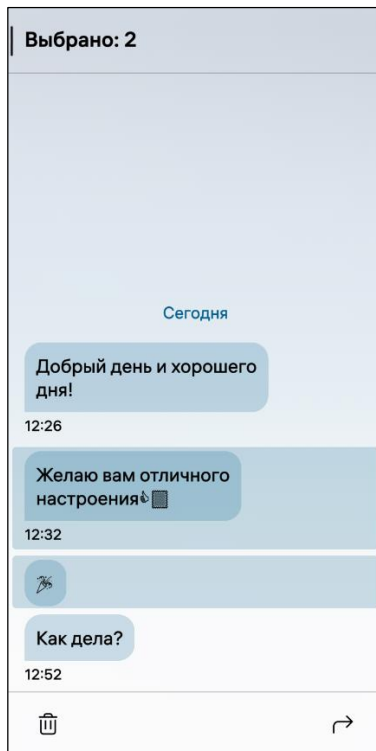 Выбрано: 2
Сегодня
Добрый день и хорошего
дня!
12:26
Желаю вам отличного
настроения👍🏿
12:32
🎉
Как дела?
12:52